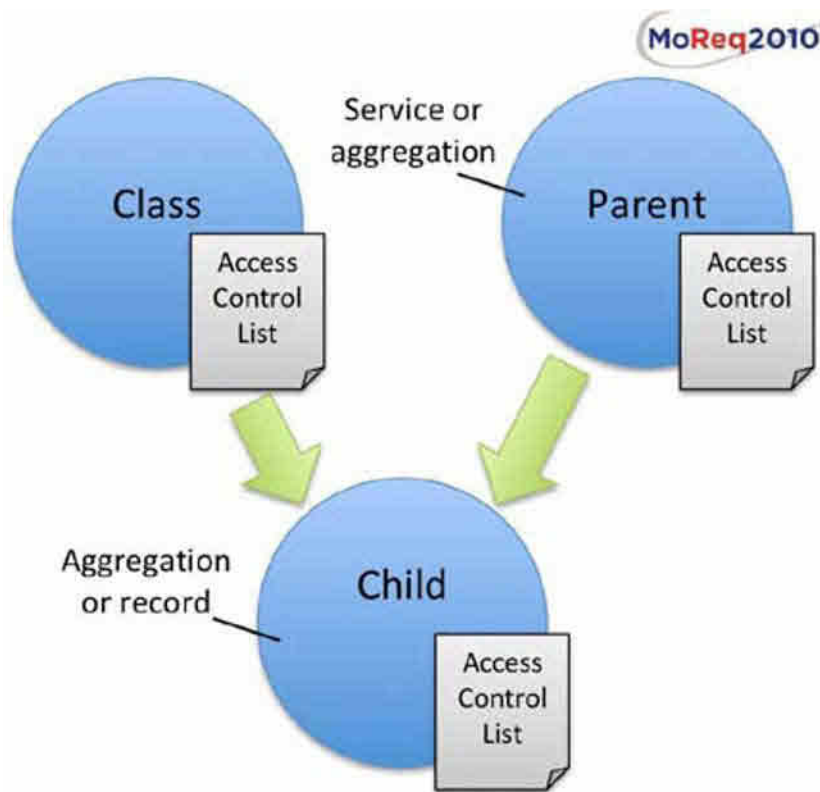 MoReq2010
Service or
aggregation
Class
Parent
Access
Control
List
Access
Control
List
Aggregation
or record
Child
Access
Control
List